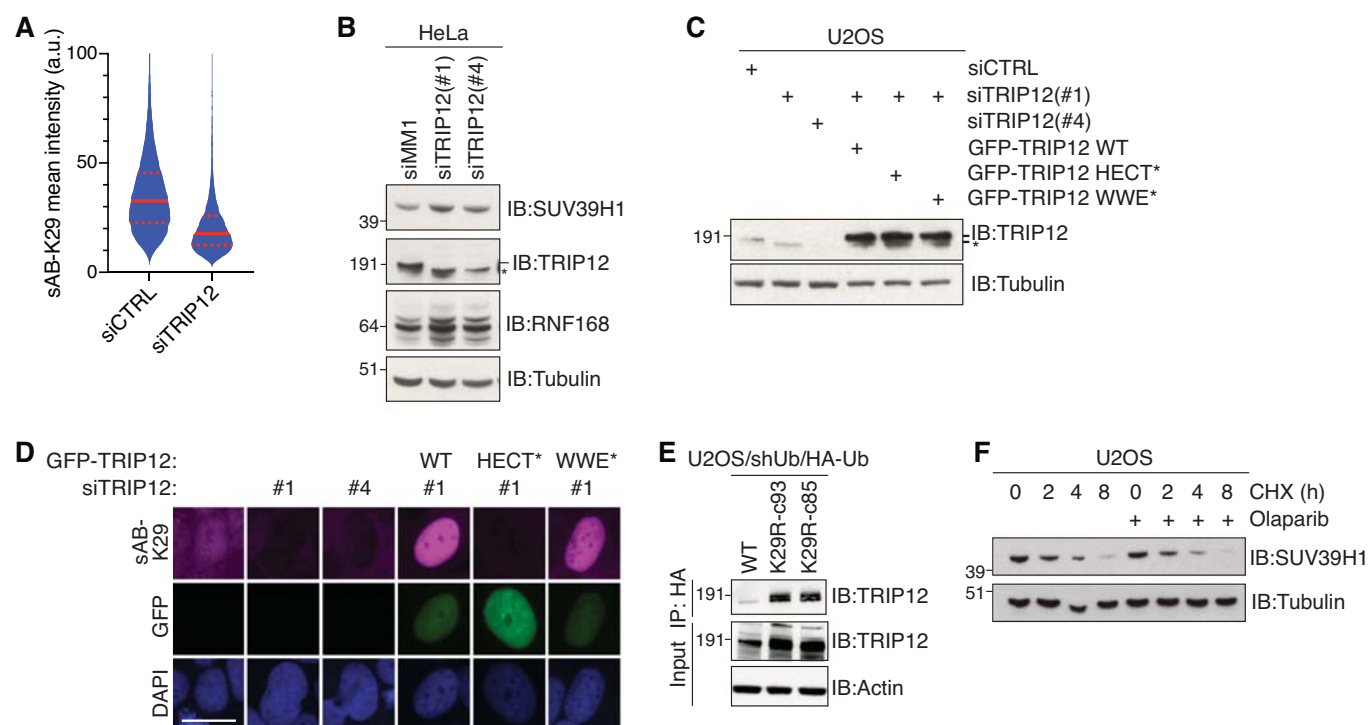 A
sAB-K29 mean intensity (a.u.)
100
50
0
siCTRL
siTRIP12
B
HeLa
siMM1
siTRIP12(#1)
siTRIP12(#4)
39
IB:SUV39H1
191
IB:TRIP12
*
64
IB:RNF168
51
IB:Tubulin
C
U2OS
+ siCTRL
+ + + + siTRIP12(#1)
+ siTRIP12(#4)
+ GFP-TRIP12 WT
+ GFP-TRIP12 HECT*
+ GFP-TRIP12 WWE*
191
IB:TRIP12
*
IB:Tubulin
D
GFP-TRIP12: WT HECT* WWE*
siTRIP12: #1 #4 #1 #1 #1
sAB-
K29
GFP
DAPI
E
U2OS/shUb/HA-Ub
WT
K29R-c93
K29R-c85
IP: HA
191
IB:TRIP12
Input
191
IB:TRIP12
IB:Actin
F
U2OS
0 2 4 8 0 2 4 8 CHX (h)
+ + + + Olaparib
39
IB:SUV39H1
51
IB:Tubulin